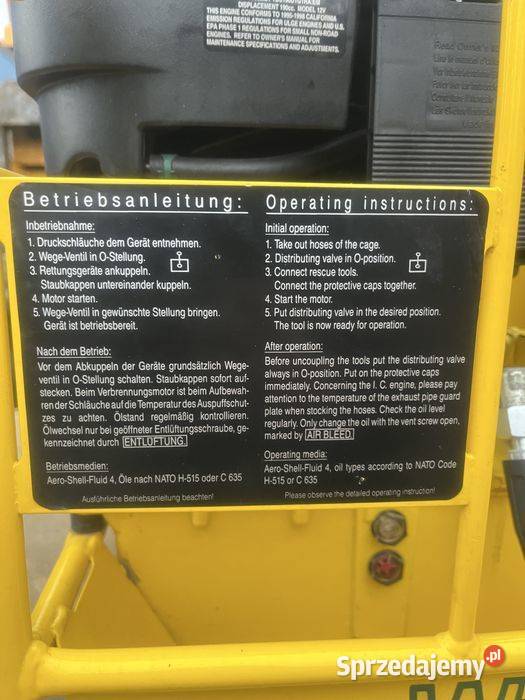 DISPLACEMENT 190cc. MODEL 12V
THIS ENGINE CONFORMS TO 1995-1998 CALIFORNIA
EMISSION REGULATIONS FOR ULGE ENGINES AND U.S.
EPA PHASE 1 REGULATIONS FOR SMALL NON-ROAD
ENGINES. REFER TO OWNER'S MANUAL FOR
MAINTENANCE SPECIFICATIONS AND ADJUSTMENTS.
Read Owner's
Betriebsanleitung:
Inbetriebnahme:
1. Druckschläuche dem Gerät entnehmen.
2. Wege-Ventil in O-Stellung.
3. Rettungsgeräte ankuppeln.
Staubkappen untereinander kuppeln.
4. Motor starten.
5. Wege-Ventil in gewünschte Stellung bringen.
Gerät ist betriebsbereit.
Nach dem Betrieb:
Vor dem Abkuppeln der Geräte grundsätzlich Wege-
ventil in O-Stellung schalten. Staubkappen sofort auf-
stecken. Beim Verbrennungsmotor ist beim Aufbewah-
ren der Schläuche auf die Temperatur des Auspuffschut-
zes zu achten. Ölstand regelmäßig kontrollieren.
Ölwechsel nur bei geöffneter Entlüftungsschraube, ge-
kennzeichnet durch ENTLÜFTUNG.
Betriebsmedien:
Aero-Shell-Fluid 4, Öle nach NATO H-515 oder C 635
Ausführliche Betriebsanleitung beachten!
Operating instructions:
Initial operation:
1. Take out hoses of the cage.
2. Distributing valve in O-position.
3. Connect rescue tools.
Connect the protective caps together.
4. Start the motor.
5. Put distributing valve in the desired position.
The tool is now ready for operation.
After operation:
Before uncoupling the tools put the distributing valve
always in O-position. Put on the protective caps
immediately. Concerning the I. C. engine, please pay
attention to the temperature of the exhaust pipe guard
plate when stocking the hoses. Check the oil level
regularly. Only change the oil with the vent screw open,
marked by AIR BLEED.
Operating media:
Aero-Shell-Fluid 4, oil types according to NATO Code
H-515 or C 635
Please observe the detailed operating instruction!
Sprzedajemy.pl